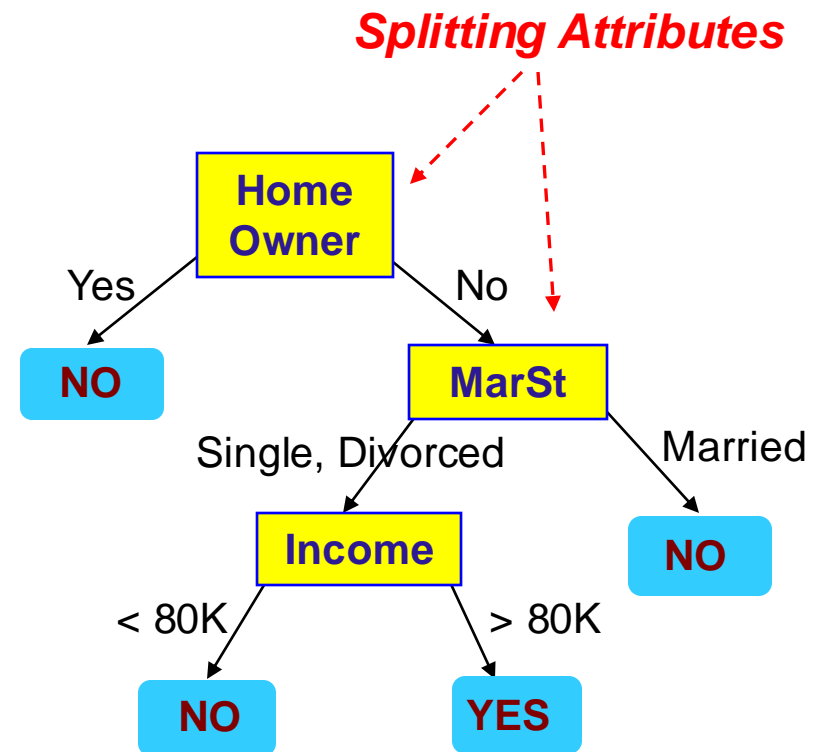 Splitting Attributes
Home
Owner
Yes
No
NO
MarSt
Single, Divorced
Married
Income
NO
< 80K
> 80K
NO
YES